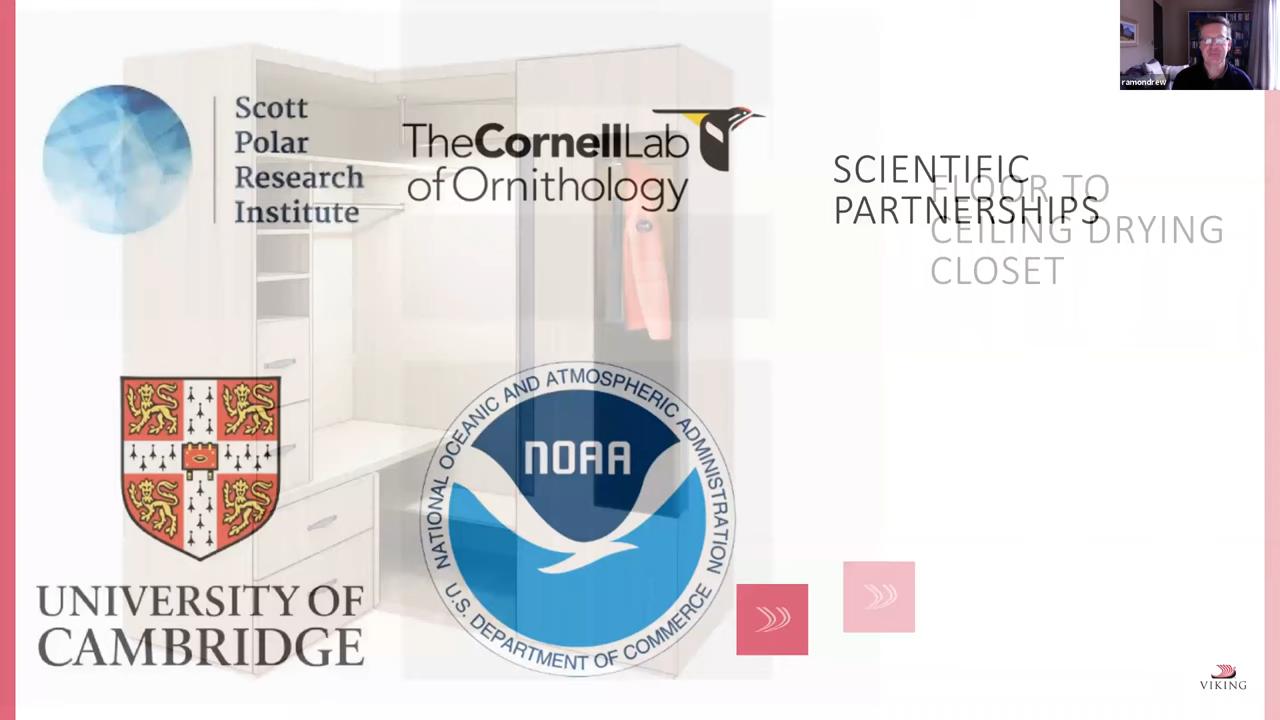 ramondrew
Scott
Polar
Research
Institute
TheCornellLab
of Ornithology
SCIENTIFIC
PARTNERSHIPS
FLOOR TO
CEILING DRYING
CLOSET
NATIONAL OCEANIC AND ATMOSPHERIC ADMINISTRATION
NOAA
U.S. DEPARTMENT OF COMMERCE
UNIVERSITY OF
CAMBRIDGE
VIKING